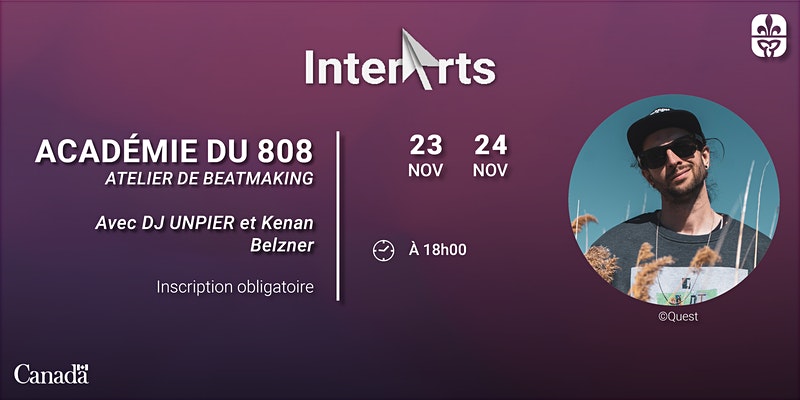 InterArts
ACADÉMIE DU 808
ATELIER DE BEATMAKING
Avec DJ UNPIER et Kenan
Belzner
Inscription obligatoire
23 24
NOV NOV
À 18h00
©Quest
Canada